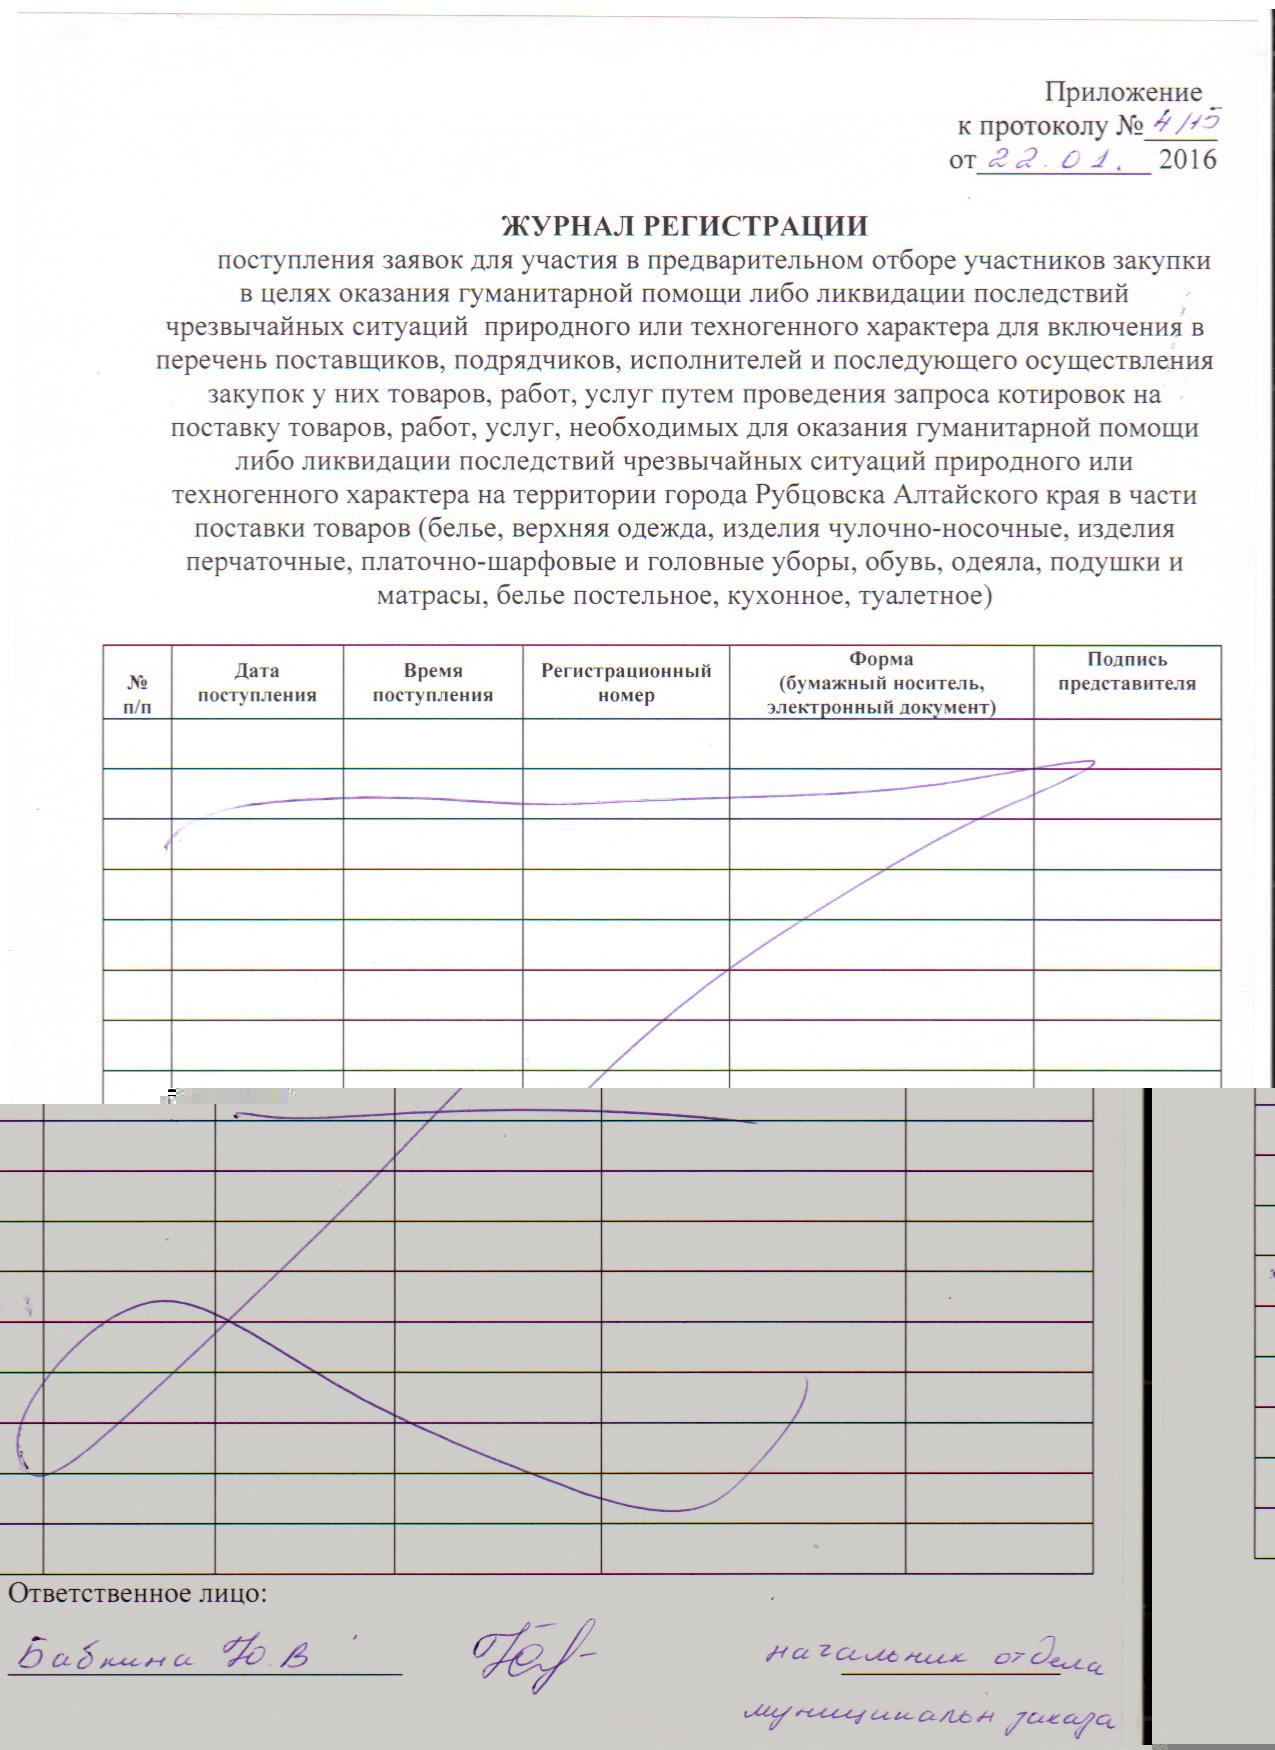 Приложение
к протоколу № 4/15
от 22.01. 2016
ЖУРНАЛ РЕГИСТРАЦИИ
поступления заявок для участия в предварительном отборе участников закупки
в целях оказания гуманитарной помощи либо ликвидации последствий
чрезвычайных ситуаций природного или техногенного характера для включения в
перечень поставщиков, подрядчиков, исполнителей и последующего осуществления
закупок у них товаров, работ, услуг путем проведения запроса котировок на
поставку товаров, работ, услуг, необходимых для оказания гуманитарной помощи
либо ликвидации последствий чрезвычайных ситуаций природного или
техногенного характера на территории города Рубцовска Алтайского края в части
поставки товаров (белье, верхняя одежда, изделия чулочно-носочные, изделия
перчаточные, платочно-шарфовые и головные уборы, обувь, одеяла, подушки и
матрасы, белье постельное, кухонное, туалетное)
№
п/п
Дата
поступления
Время
поступления
Регистрационный
номер
Форма
(бумажный носитель,
электронный документ)
Подпись
представителя
Ответственное лицо:
Бабкина Ю.В начальник отдела
муниципальн заказа